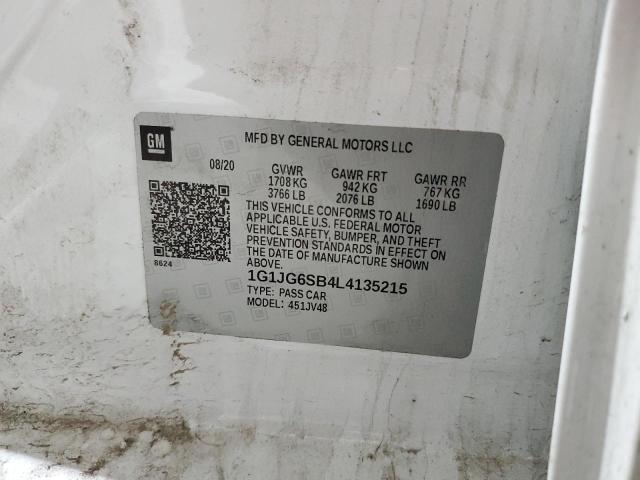 GM
MFD BY GENERAL MOTORS LLC
08/20 GVWR GAWR FRT GAWR RR
1708 KG 942 KG 767 KG
3766 LB 2076 LB 1690 LB
THIS VEHICLE CONFORMS TO ALL
APPLICABLE U.S. FEDERAL MOTOR
VEHICLE SAFETY, BUMPER, AND THEFT
PREVENTION STANDARDS IN EFFECT ON
THE DATE OF MANUFACTURE SHOWN
ABOVE.
8624
1G1JG6SB4L4135215
TYPE: PASS CAR
MODEL: 451JV48